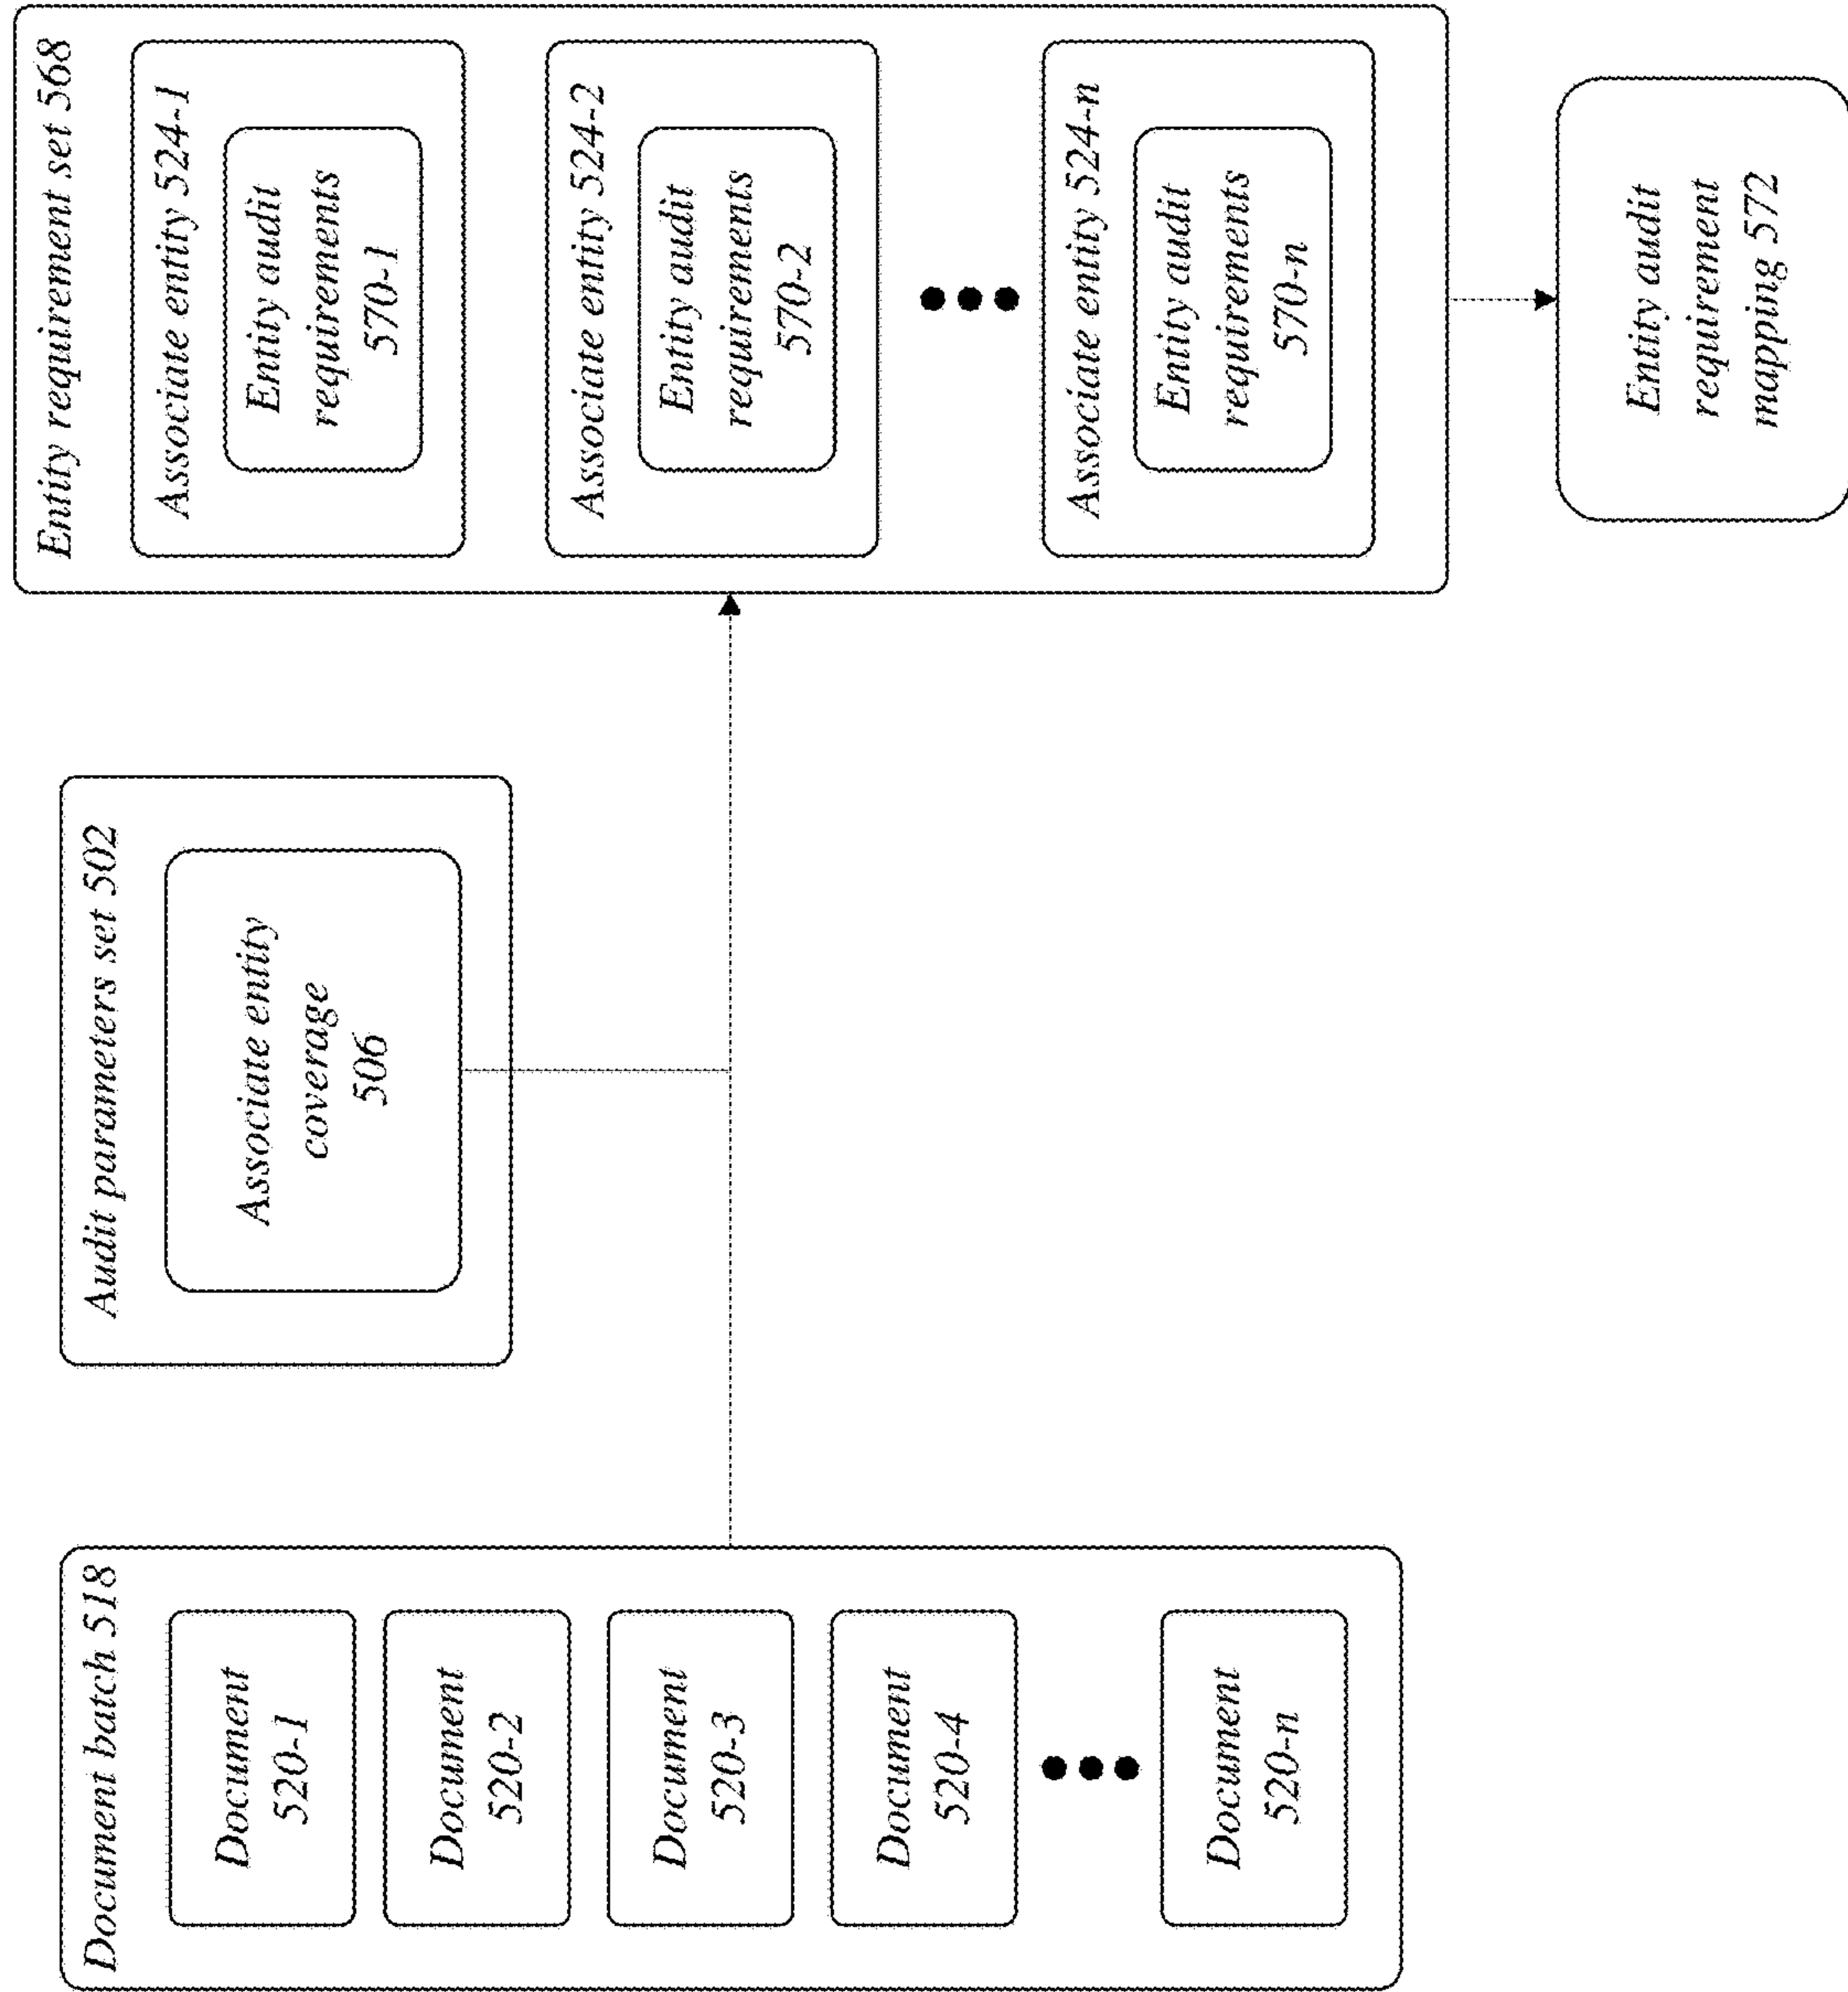 Document batch 518
Document
520-1
Document
520-2
Document
520-3
Document
520-4
Document
520-n
Audit parameters set 502
Associate entity
coverage
506
Entity requirement set 568
Associate entity 524-1
Entity audit
requirements
570-1
Associate entity 524-2
Entity audit
requirements
570-2
Associate entity 524-n
Entity audit
requirements
570-n
Entity audit
requirement
mapping 572